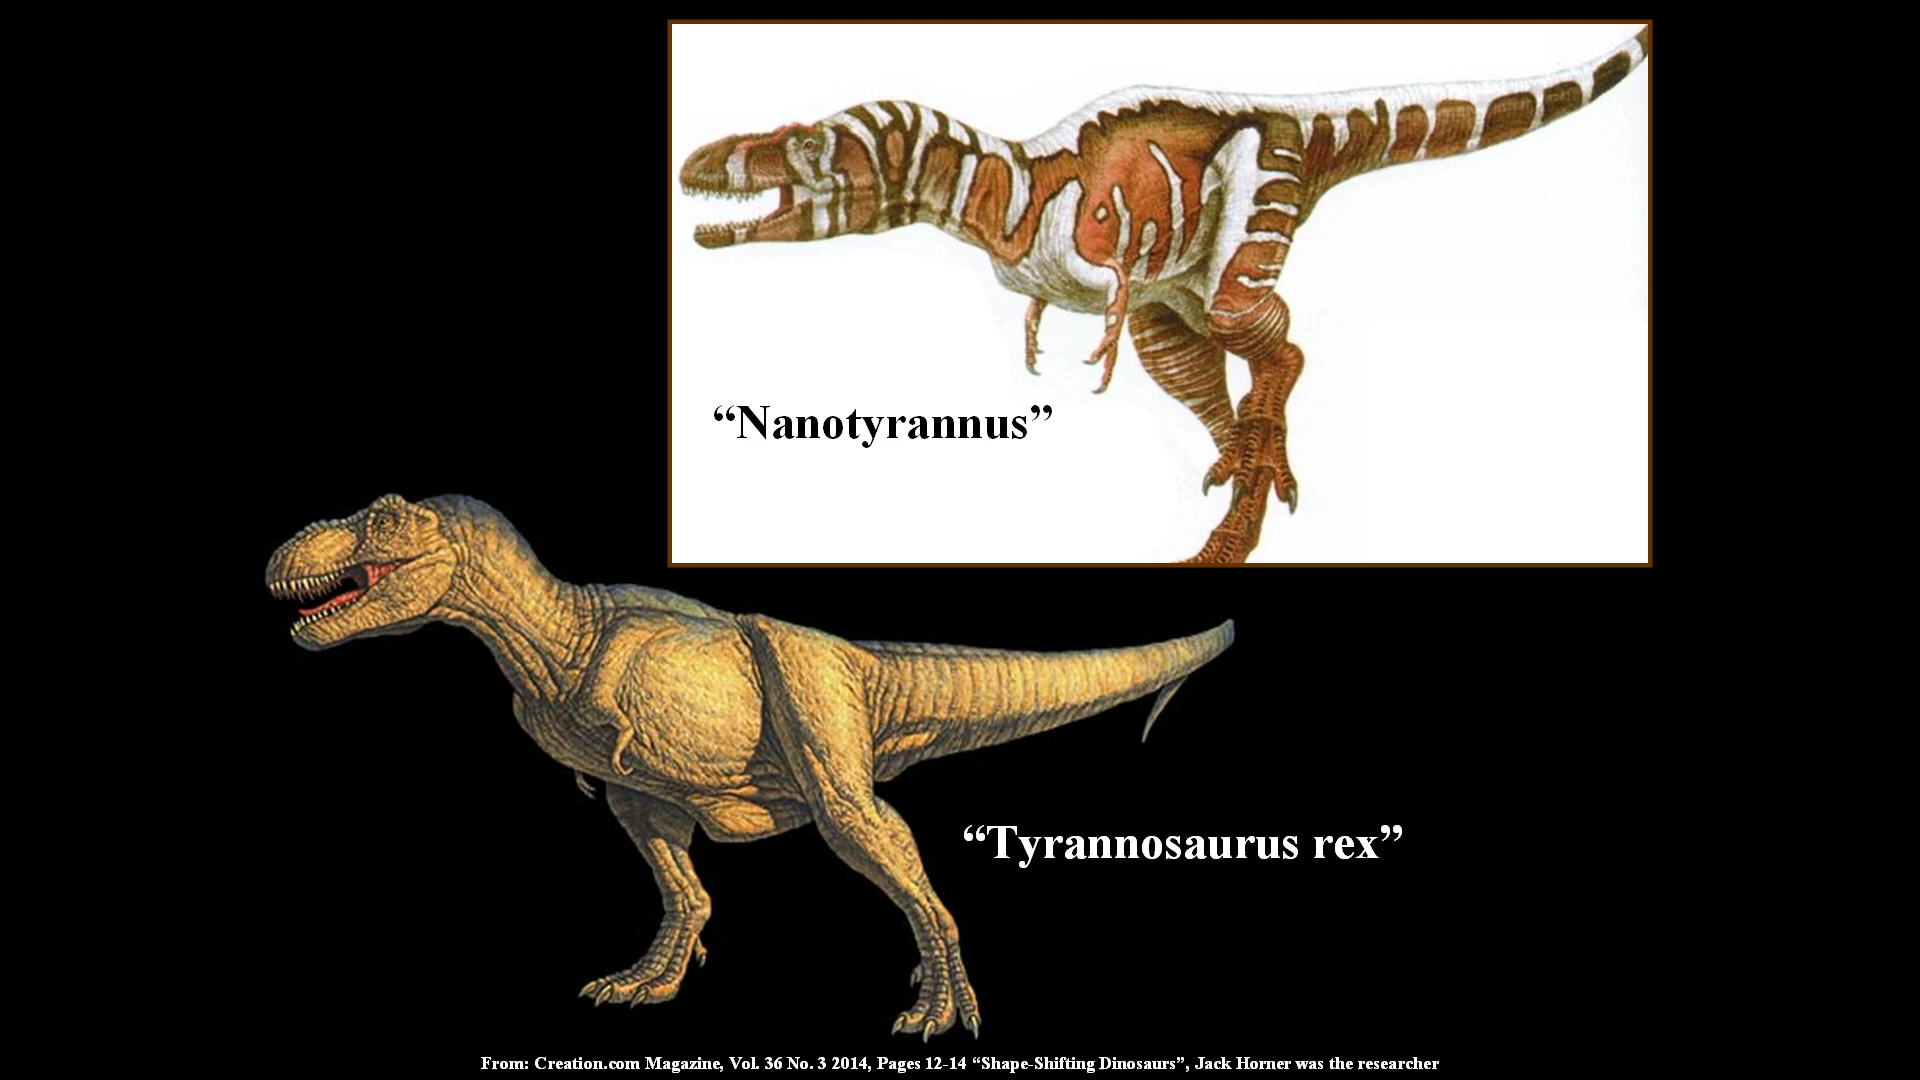 “Nanotyrannus”
“Tyrannosaurus rex”
From: Creation.com Magazine, Vol. 36 No. 3 2014, Pages 12-14 “Shape-Shifting Dinosaurs”, Jack Horner was the researcher